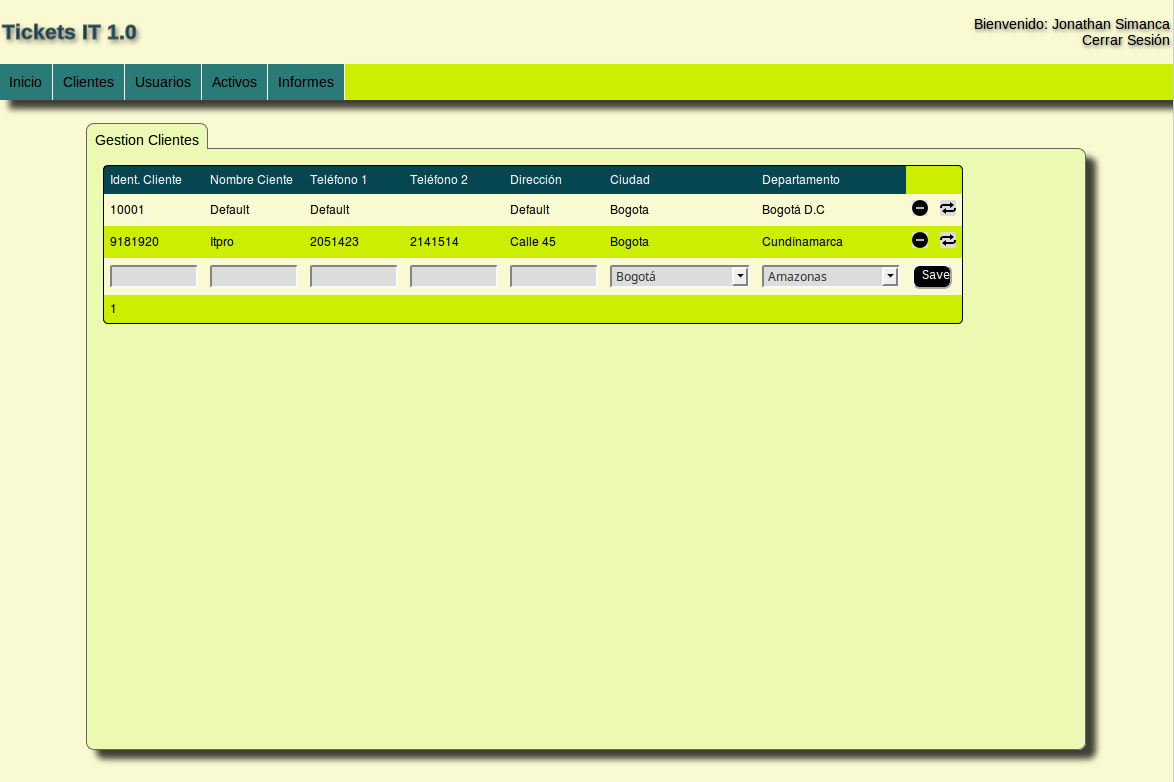 Tickets IT 1.0
Bienvenido: Jonathan Simanca
Cerrar Sesión
Inicio Clientes Usuarios Activos Informes
Gestion Clientes
Ident. Cliente Nombre Ciente Teléfono 1 Teléfono 2 Dirección Ciudad Departamento
10001 Default Default Default Bogota Bogotá D.C
9181920 Itpro 2051423 2141514 Calle 45 Bogota Cundínamarca
Bogotá Amazonas Save
1